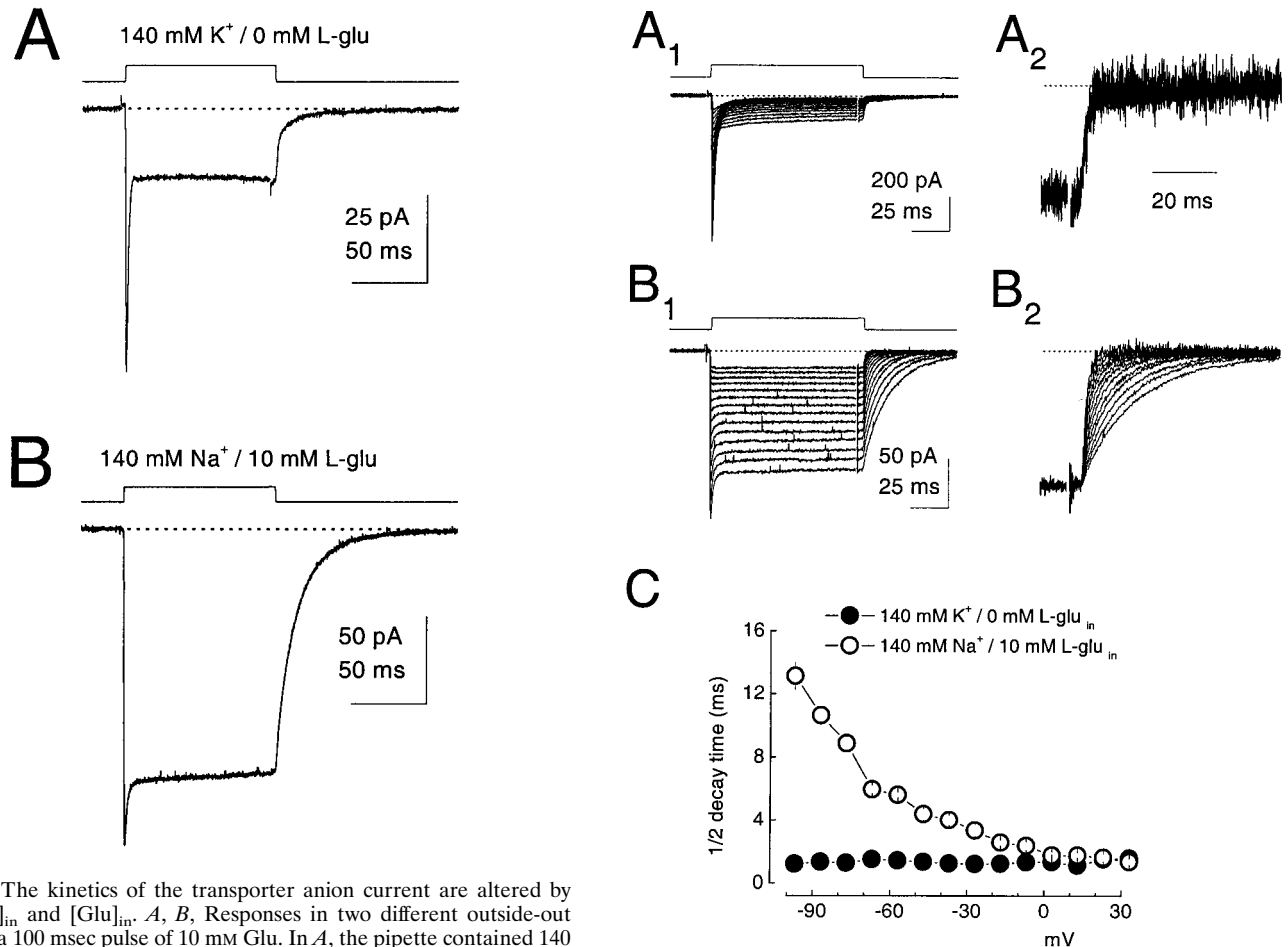 A
140 mM K⁺ / 0 mM L-glu
25 pA
50 ms
B
140 mM Na⁺ / 10 mM L-glu
50 pA
50 ms
The kinetics of the transporter anion current are altered by
]in and [Glu]in. A, B, Responses in two different outside-out
a 100 msec pulse of 10 mM Glu. In A, the pipette contained 140
A₁
200 pA
25 ms
A₂
20 ms
B₁
50 pA
25 ms
B₂
C
140 mM K⁺ / 0 mM L-glu in
140 mM Na⁺ / 10 mM L-glu in
1/2 decay time (ms)
16
12
8
4
0
-90 -60 -30 0 30
mV